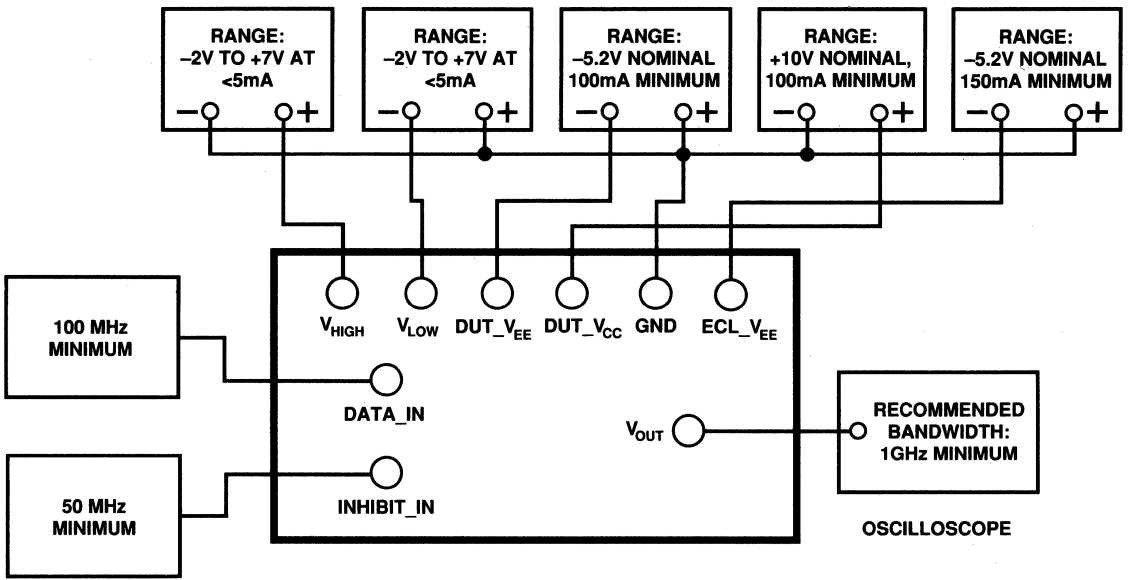 RANGE:
–2V TO +7V AT
<5mA
– +
RANGE:
–2V TO +7V AT
<5mA
– +
RANGE:
–5.2V NOMINAL
100mA MINIMUM
– +
RANGE:
+10V NOMINAL,
100mA MINIMUM
– +
RANGE:
–5.2V NOMINAL
150mA MINIMUM
– +
VHIGH VLOW DUT_VEE DUT_VCC GND ECL_VEE
100 MHz
MINIMUM
DATA_IN
VOUT
RECOMMENDED
BANDWIDTH:
1GHz MINIMUM
50 MHz
MINIMUM
INHIBIT_IN
OSCILLOSCOPE